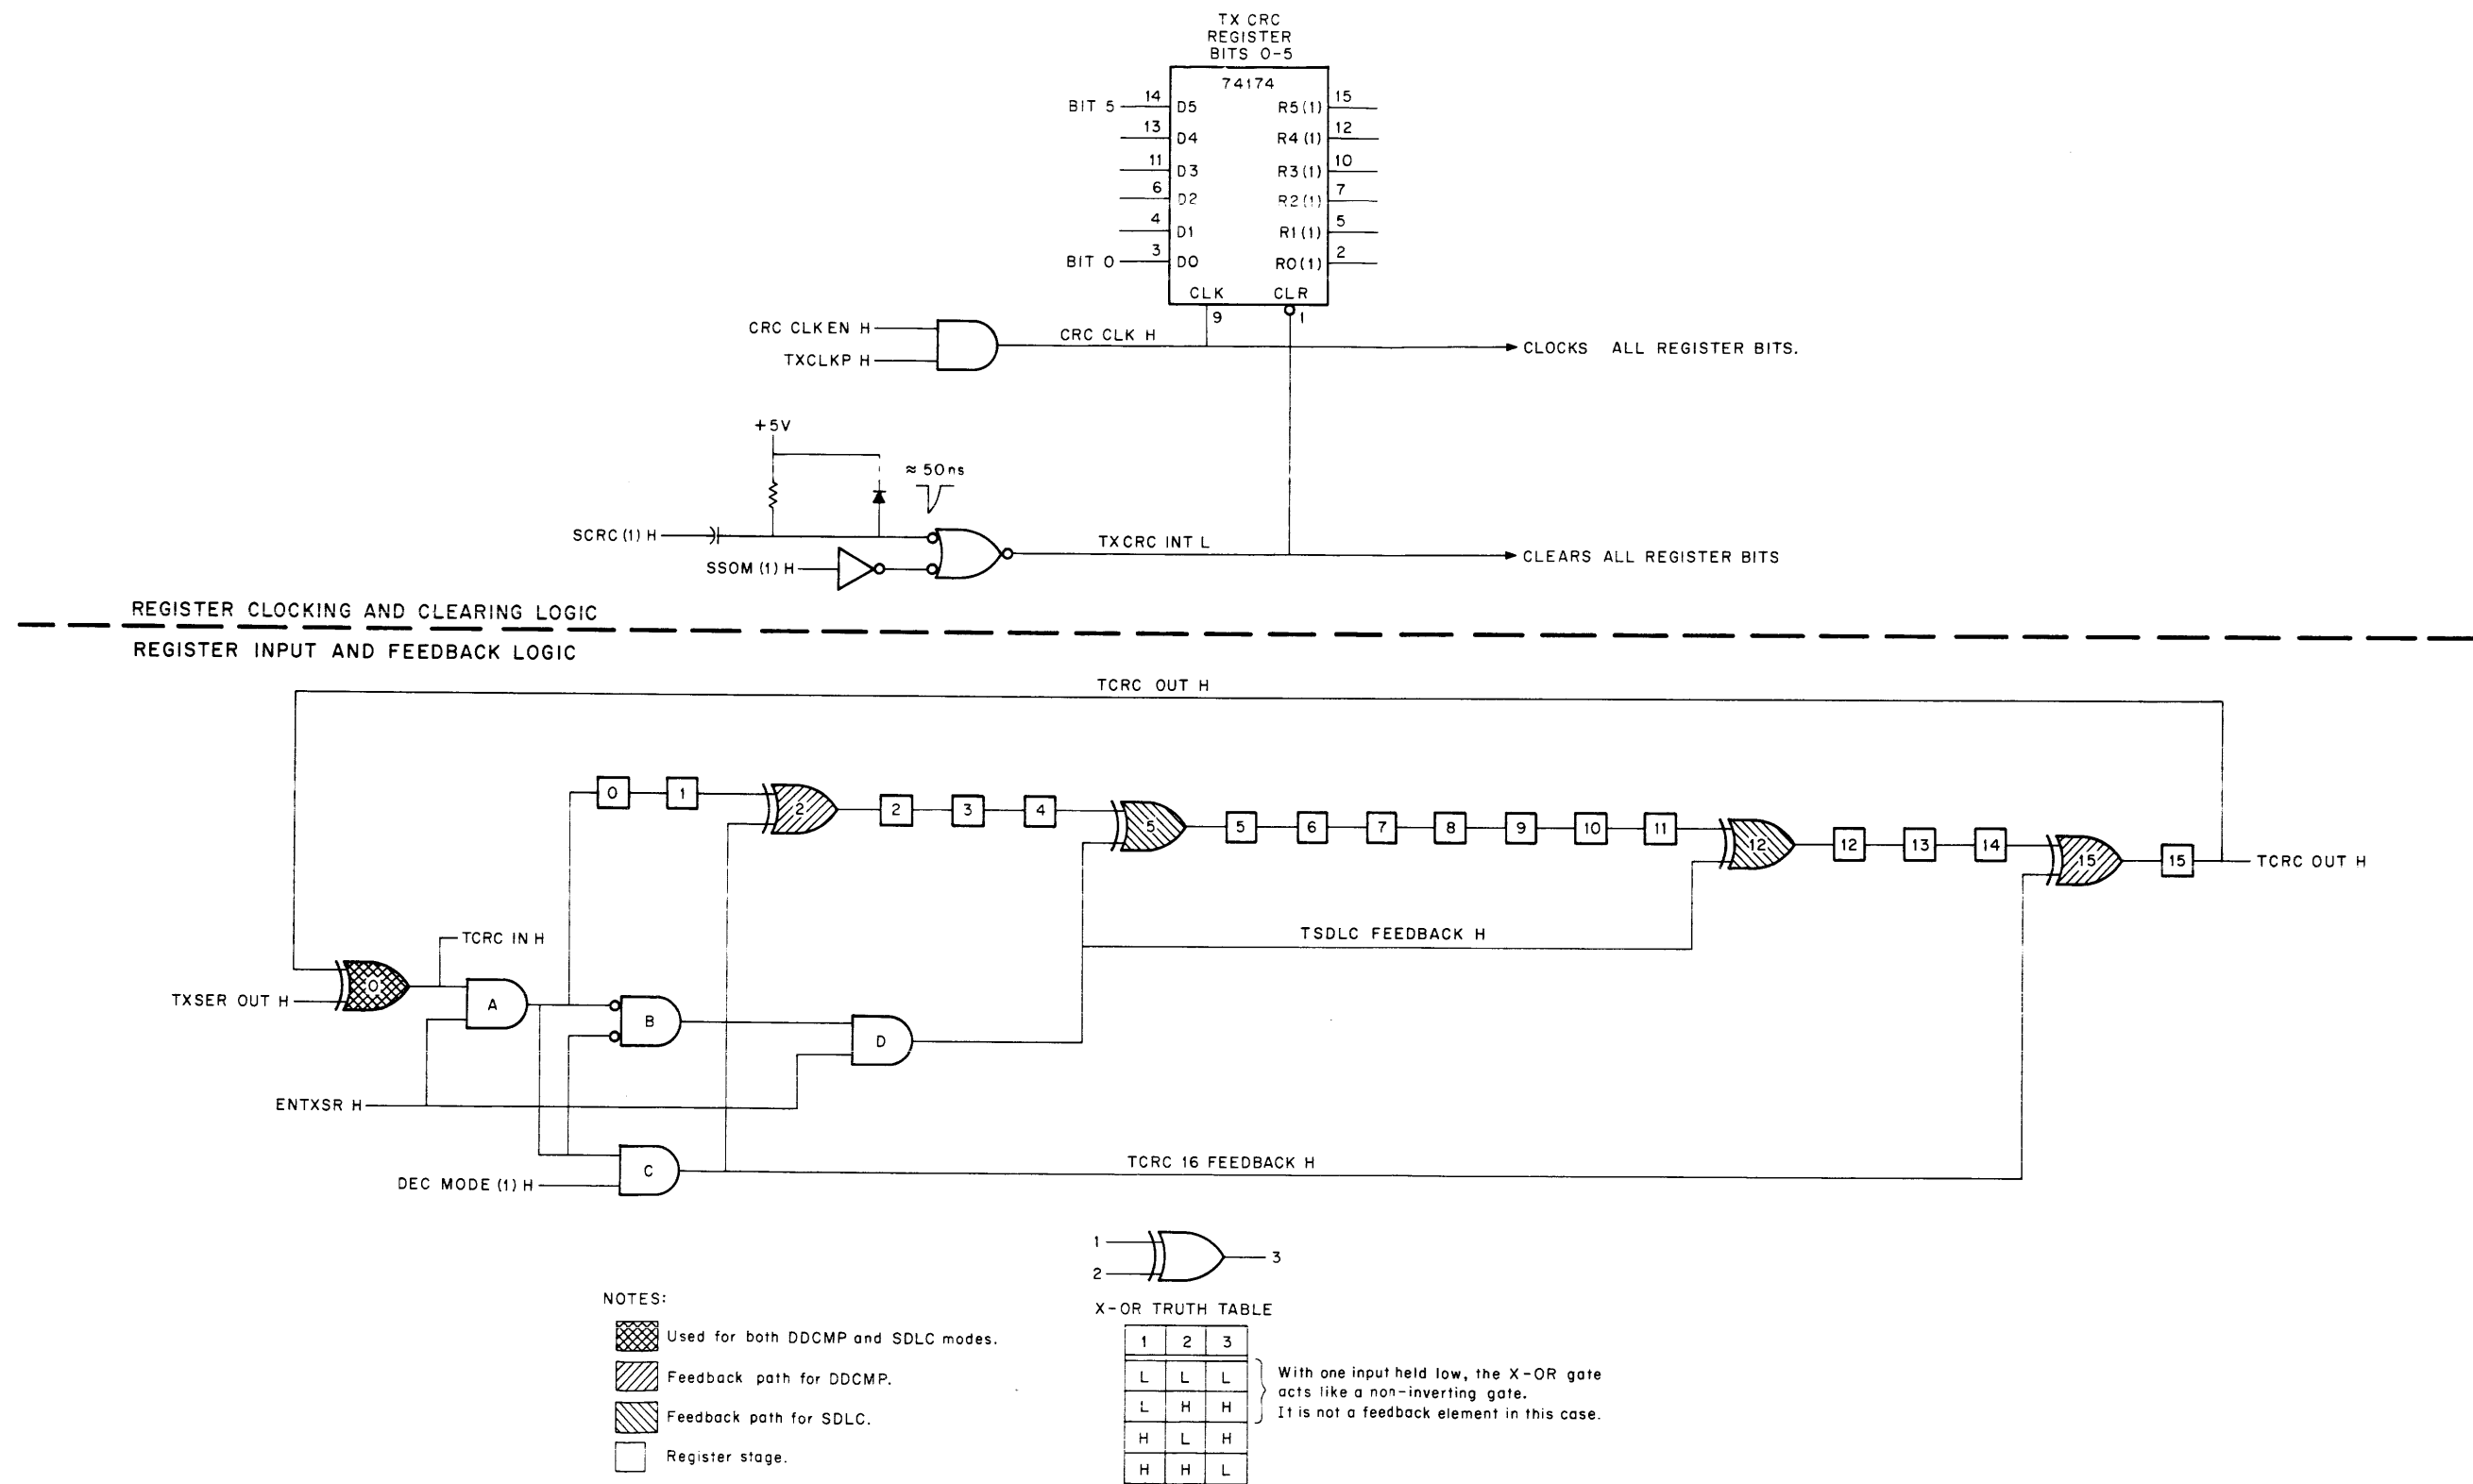 TX CRC
REGISTER
BITS 0-5
74174
BIT 5 14 D5 R5(1) 15
13 D4 R4(1) 12
11 D3 R3(1) 10
6 D2 R2(1) 7
4 D1 R1(1) 5
BIT 0 3 D0 R0(1) 2
CLK CLR
9 1
CRC CLKEN H
CRC CLK H
CLOCKS ALL REGISTER BITS.
TXCLKP H
+5V
≈ 50ns
SCRC (1) H
TXCRC INT L
CLEARS ALL REGISTER BITS
SSOM (1) H
REGISTER CLOCKING AND CLEARING LOGIC
REGISTER INPUT AND FEEDBACK LOGIC
TCRC OUT H
0 1 2 2 3 4 5 5 6 7 8 9 10 11 12 12 13 14 15 15 TCRC OUT H
TCRC IN H
TSDLC FEEDBACK H
0
TXSER OUT H
A
B
D
ENTXSR H
C
TCRC 16 FEEDBACK H
DEC MODE (1) H
1
2
3
NOTES:
Used for both DDCMP and SDLC modes.
Feedback path for DDCMP.
Feedback path for SDLC.
Register stage.
X-OR TRUTH TABLE
1 2 3
L L L
L H H
H L H
H H L
With one input held low, the X-OR gate
acts like a non-inverting gate.
It is not a feedback element in this case.